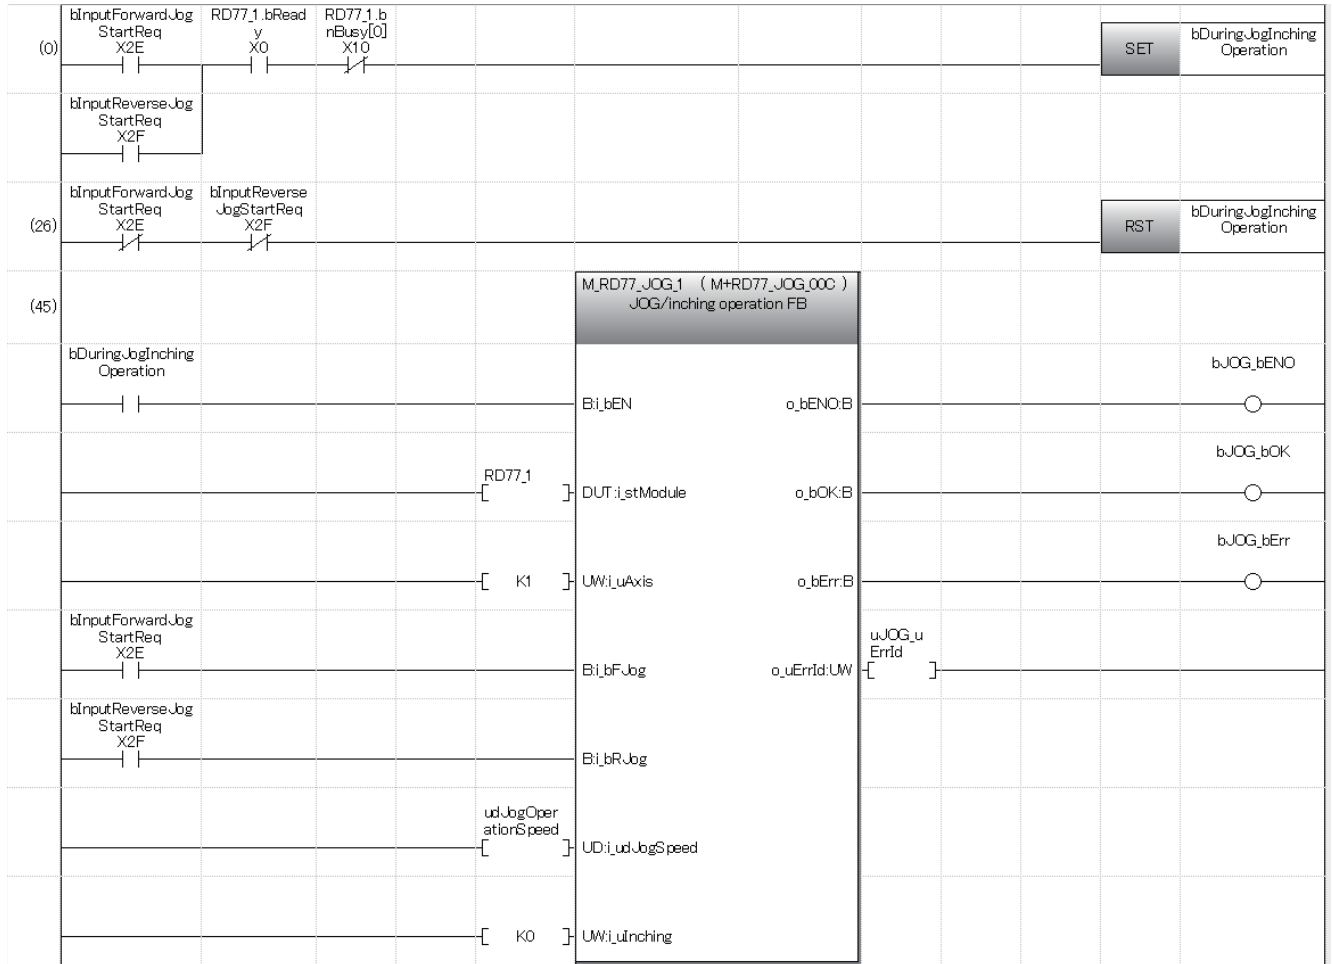 bInputForwardJog RD77_1.bRead RD77_1.b
StartReq y nBusy[0]
(0) X2E X0 X10 SET bDuringJogInching
Operation
bInputReverseJog
StartReq
X2F
bInputForwardJog bInputReverse
StartReq JogStartReq
(26) X2E X2F RST bDuringJogInching
Operation
(45) M_RD77_JOG_1 ( M+RD77_JOG_00C )
JOG/inching operation FB
bDuringJogInching
Operation
bJOG_bENO
B:i_bEN o_bENO:B
bJOG_bOK
RD77_1
DUT:i_stModule o_bOK:B
bJOG_bErr
K1 UW:i_uAxis o_bErr:B
bInputForwardJog
StartReq
X2E
uJOG_u
ErrId
B:i_bFJog o_uErrId:UW
bInputReverseJog
StartReq
X2F
B:i_bRJog
udJogOper
ationSpeed
UD:i_udJogSpeed
K0 UW:i_uInching